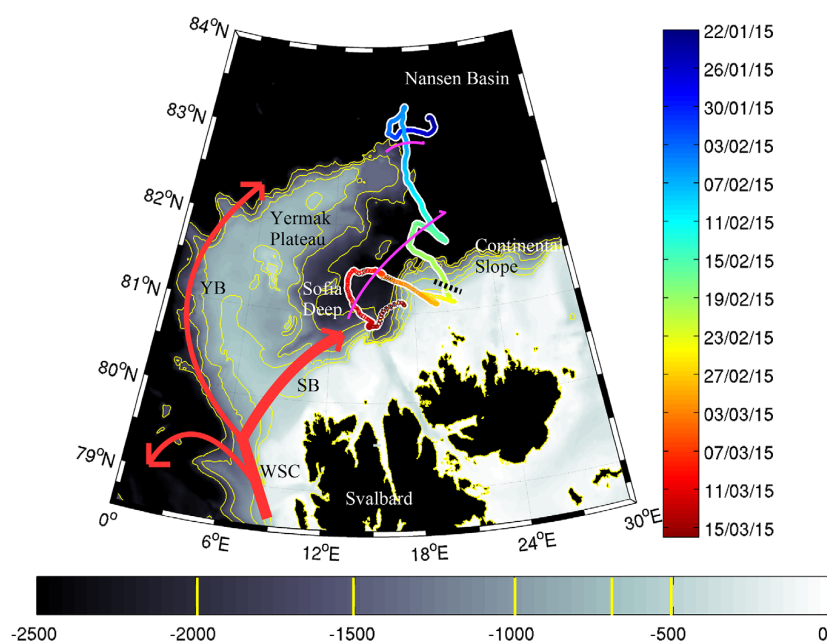 84°N
22/01/15
26/01/15
30/01/15
03/02/15
07/02/15
11/02/15
15/02/15
19/02/15
23/02/15
27/02/15
03/03/15
07/03/15
11/03/15
15/03/15
Nansen Basin
83°N
82°N
Yermak
Plateau
Continental
Slope
81°N
YB
Sofia
Deep
80°N
SB
79°N
WSC
Svalbard
0°
6°E
12°E
18°E
24°E
30°E
-2500
-2000
-1500
-1000
-500
0